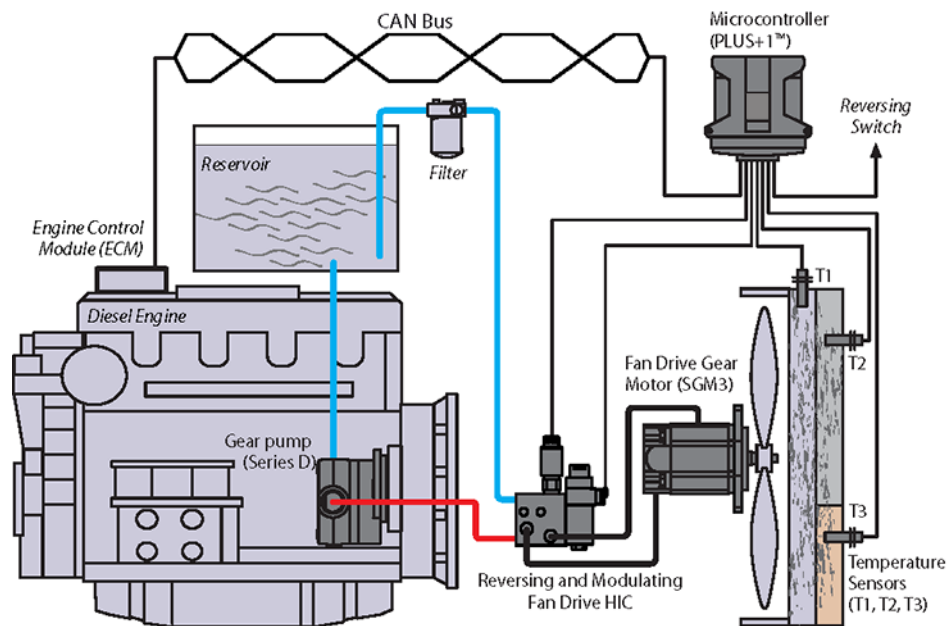 CAN Bus
Microcontroller
(PLUS+1™)
Reversing
Switch
Reservoir
Filter
Engine Control
Module (ECM)
T1
Diesel Engine
T2
Fan Drive Gear
Motor (SGM3)
Gear pump
(Series D)
T3
Temperature
Sensors
(T1, T2, T3)
Reversing and Modulating
Fan Drive HIC